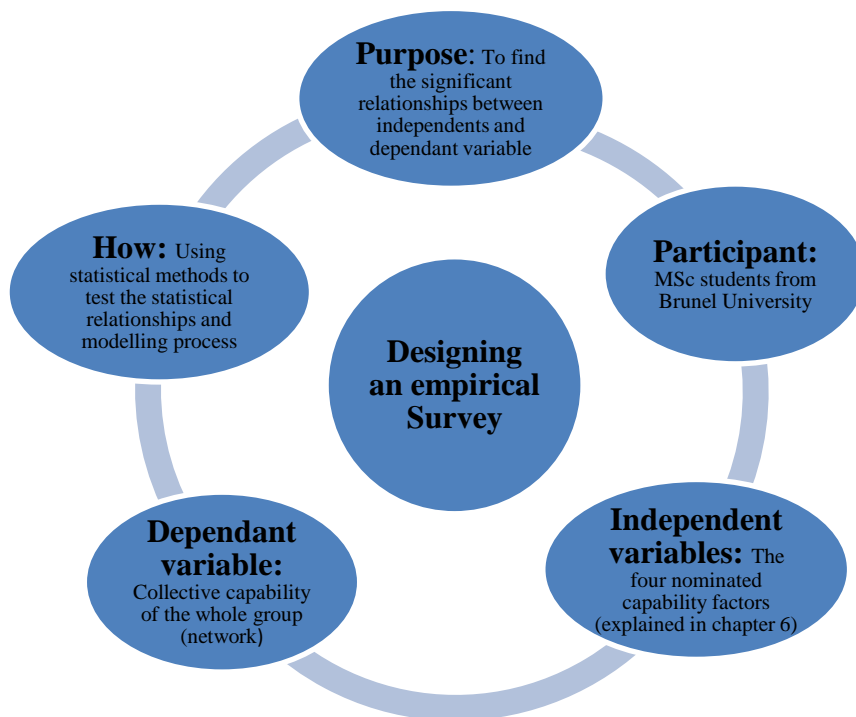 Purpose: To find
the significant
relationships between
independents and
dependant variable
Participant:
MSc students from
Brunel University
Independent
variables: The
four nominated
capability factors
(explained in chapter 6)
Dependant
variable:
Collective capability
of the whole group
(network)
How: Using
statistical methods to
test the statistical
relationships and
modelling process
Designing
an empirical
Survey